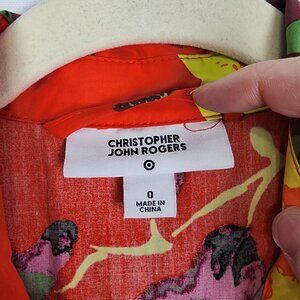 CHRISTOPHER
JOHN ROGERS
0
MADE IN
CHINA